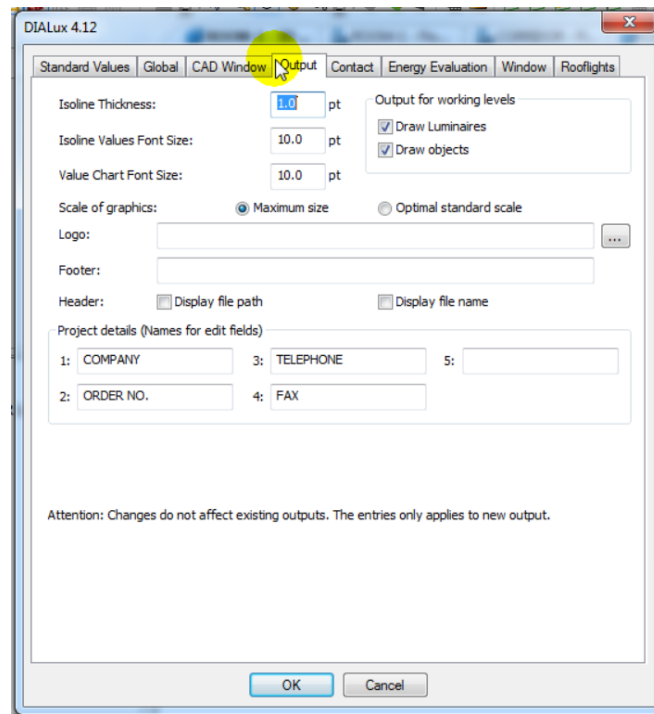 DIALux 4.12
Standard Values Global CAD Window Output Contact Energy Evaluation Window Rooflights
Isoline Thickness: 1.0 pt Output for working levels
Draw Luminaires
Isoline Values Font Size: 10.0 pt
Draw objects
Value Chart Font Size: 10.0 pt
Scale of graphics: Maximum size Optimal standard scale
Logo: ...
Footer:
Header: Display file path Display file name
Project details (Names for edit fields)
1: COMPANY 3: TELEPHONE 5:
2: ORDER NO. 4: FAX
Attention: Changes do not affect existing outputs. The entries only applies to new output.
OK Cancel